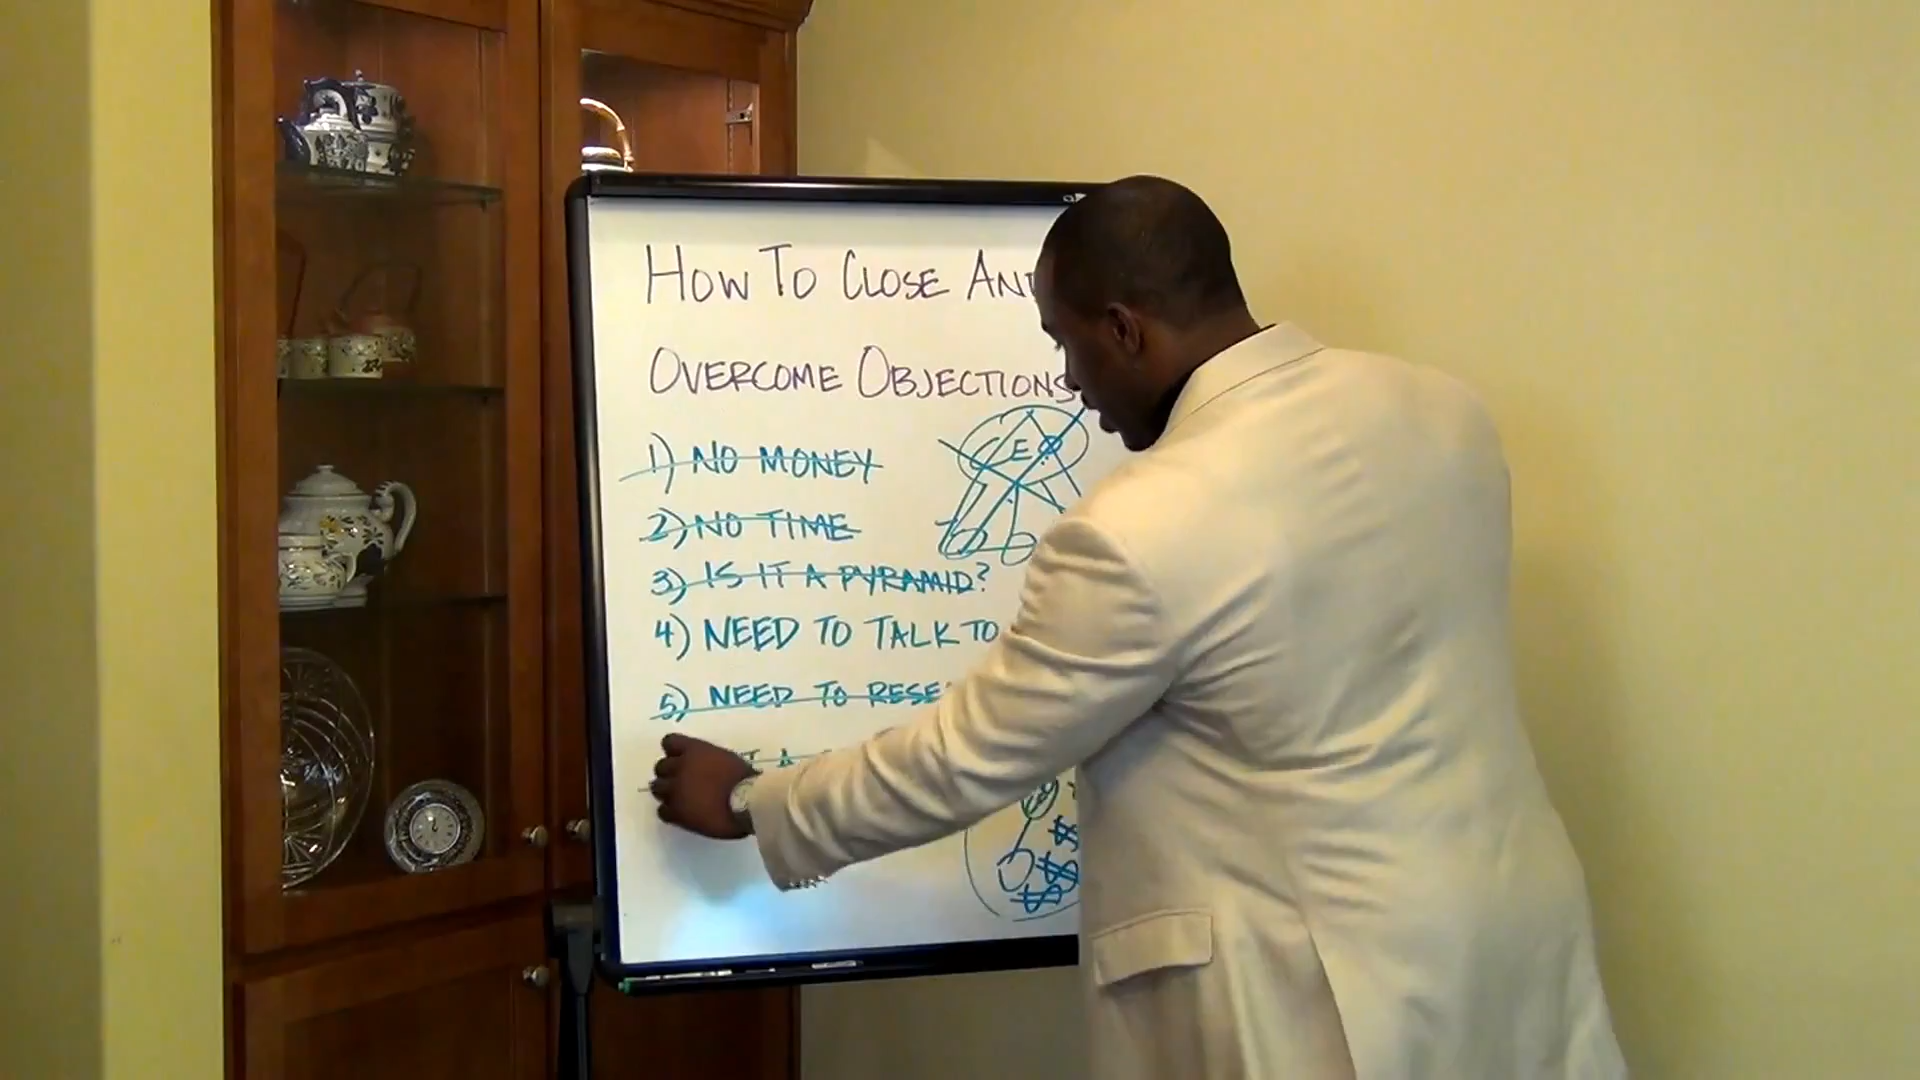 HOW TO CLOSE AND
OVERCOME OBJECTIONS
CEO
1) NO MONEY
2) NO TIME
3) IS IT A PYRAMID?
4) NEED TO TALK TO
5) NEED TO
A
$
$$
$